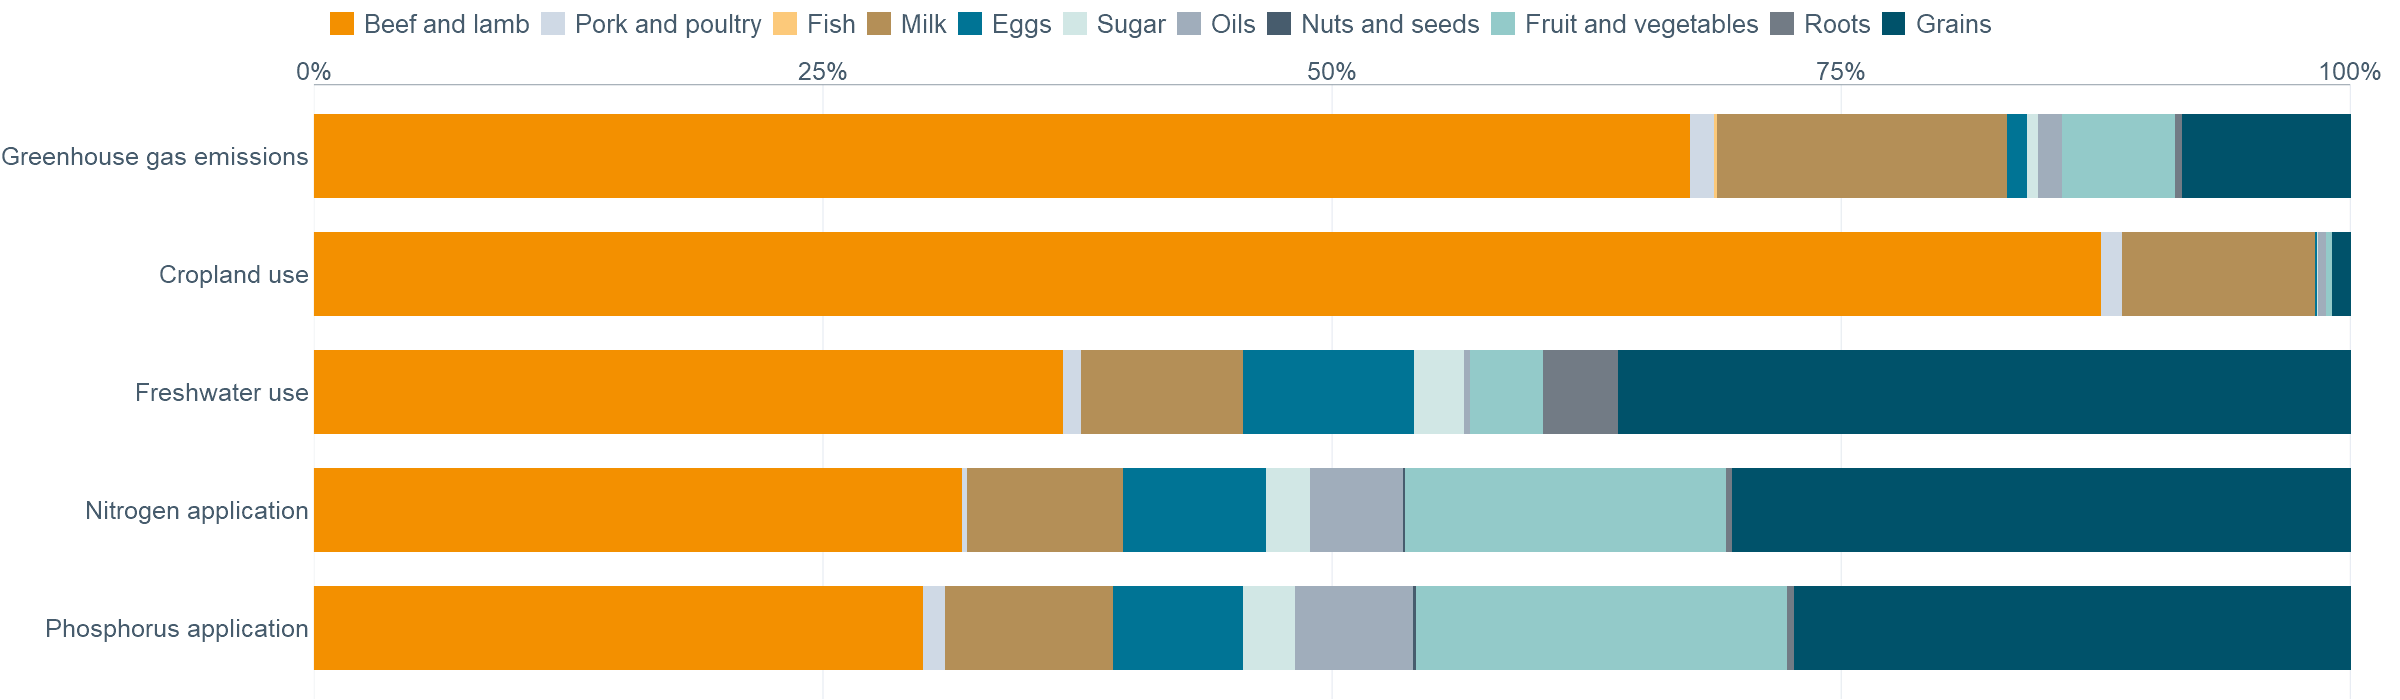 Beef and lamb Pork and poultry Fish Milk Eggs Sugar Oils Nuts and seeds Fruit and vegetables Roots Grains
0% 25% 50% 75% 100%
Greenhouse gas emissions
Cropland use
Freshwater use
Nitrogen application
Phosphorus application